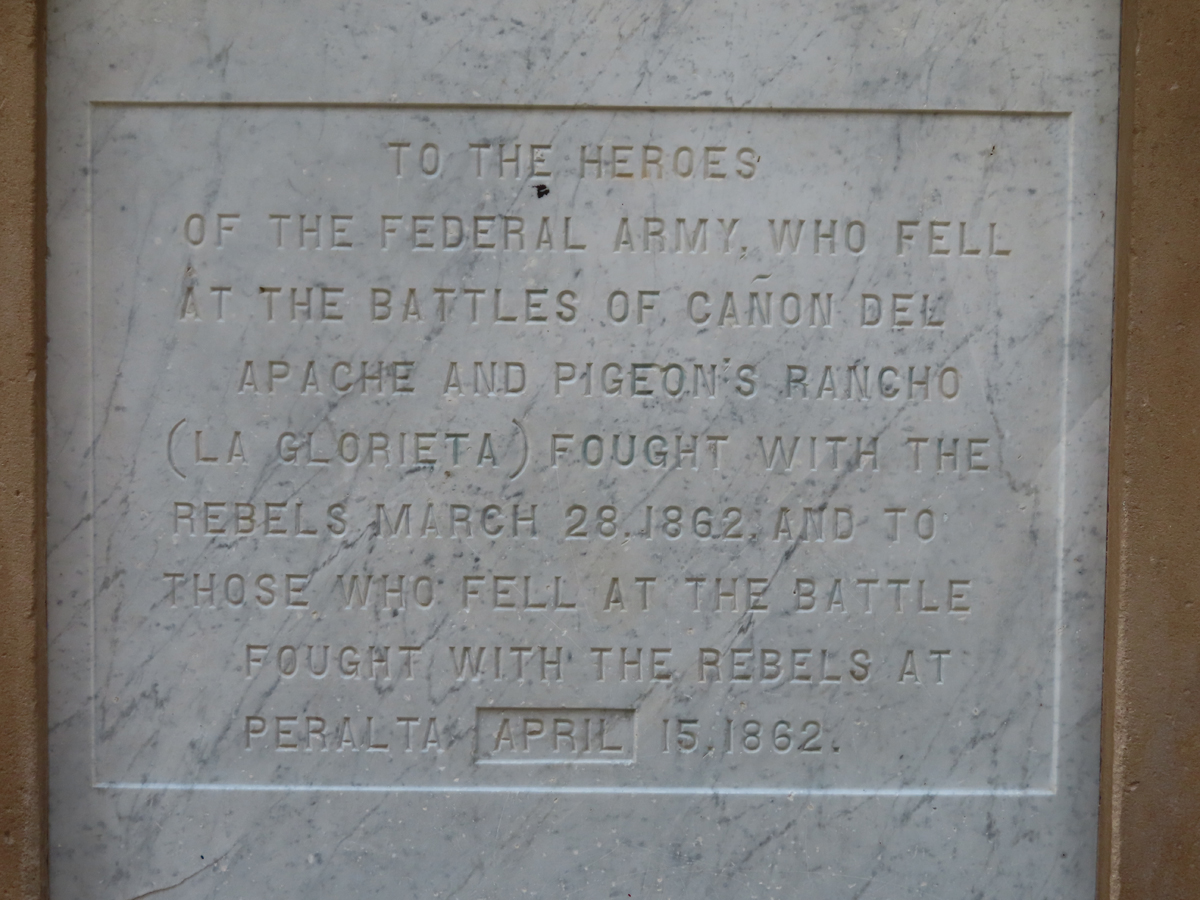 TO THE HEROES
OF THE FEDERAL ARMY, WHO FELL
AT THE BATTLES OF CAÑON DEL
APACHE AND PIGEON'S RANCHO
(LA GLORIETA) FOUGHT WITH THE
REBELS MARCH 28, 1862, AND TO
THOSE WHO FELL AT THE BATTLE
FOUGHT WITH THE REBELS AT
PERALTA APRIL 15, 1862.